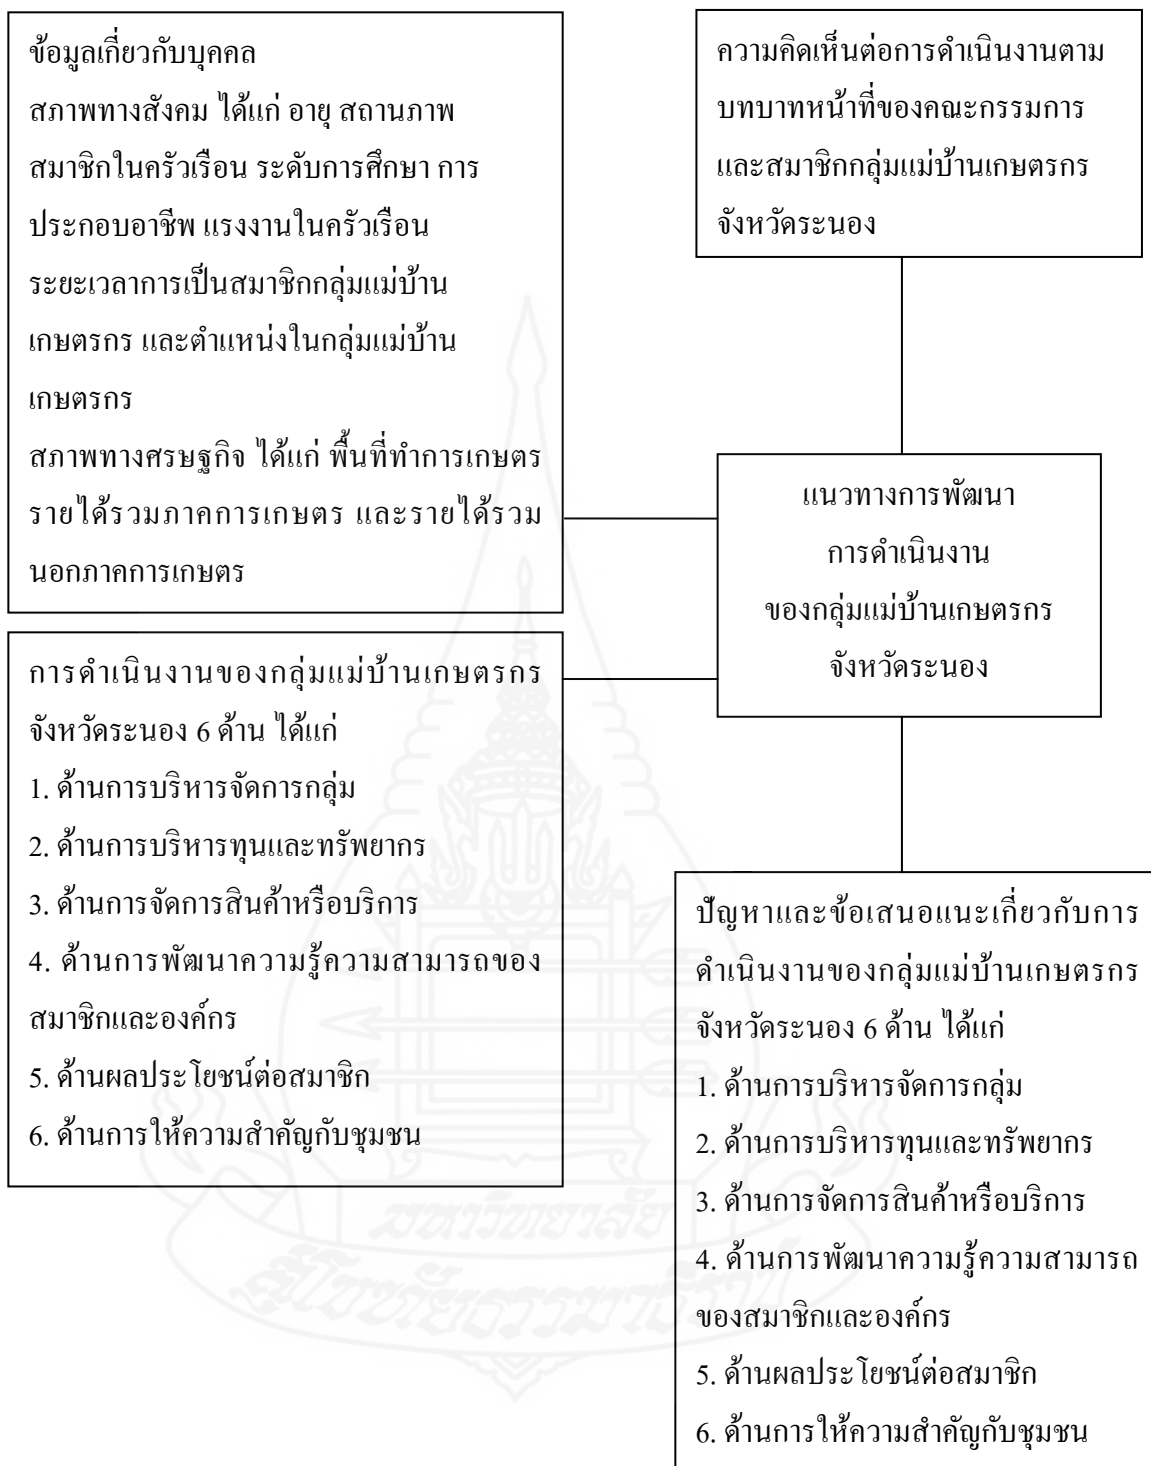 ข้อมูลเกี่ยวกับบุคคล
สภาพทางสังคม ได้แก่ อายุ สถานภาพ
สมาชิกในครัวเรือน ระดับการศึกษา การ
ประกอบอาชีพ แรงงานในครัวเรือน
ระยะเวลาการเป็นสมาชิกกลุ่มแม่บ้าน
เกษตรกร และตำแหน่งในกลุ่มแม่บ้าน
เกษตรกร
สภาพทางเศรษฐกิจ ได้แก่ พื้นที่ทำการเกษตร
รายได้รวมภาคการเกษตร และรายได้รวม
นอกภาคการเกษตร
ความคิดเห็นต่อการดำเนินงานตาม
บทบาทหน้าที่ของคณะกรรมการ
และสมาชิกกลุ่มแม่บ้านเกษตรกร
จังหวัดระนอง
แนวทางการพัฒนา
การดำเนินงาน
ของกลุ่มแม่บ้านเกษตรกร
จังหวัดระนอง
การดำเนินงานของกลุ่มแม่บ้านเกษตรกร
จังหวัดระนอง 6 ด้าน ได้แก่
1. ด้านการบริหารจัดการกลุ่ม
2. ด้านการบริหารทุนและทรัพยากร
3. ด้านการจัดการสินค้าหรือบริการ
4. ด้านการพัฒนาความรู้ความสามารถของ
สมาชิกและองค์กร
5. ด้านผลประโยชน์ต่อสมาชิก
6. ด้านการให้ความสำคัญกับชุมชน
ปัญหาและข้อเสนอแนะเกี่ยวกับการ
ดำเนินงานของกลุ่มแม่บ้านเกษตรกร
จังหวัดระนอง 6 ด้าน ได้แก่
1. ด้านการบริหารจัดการกลุ่ม
2. ด้านการบริหารทุนและทรัพยากร
3. ด้านการจัดการสินค้าหรือบริการ
4. ด้านการพัฒนาความรู้ความสามารถ
ของสมาชิกและองค์กร
5. ด้านผลประโยชน์ต่อสมาชิก
6. ด้านการให้ความสำคัญกับชุมชน
มหาวิทยาลัย
สุโขทัยธรรมาธิราช